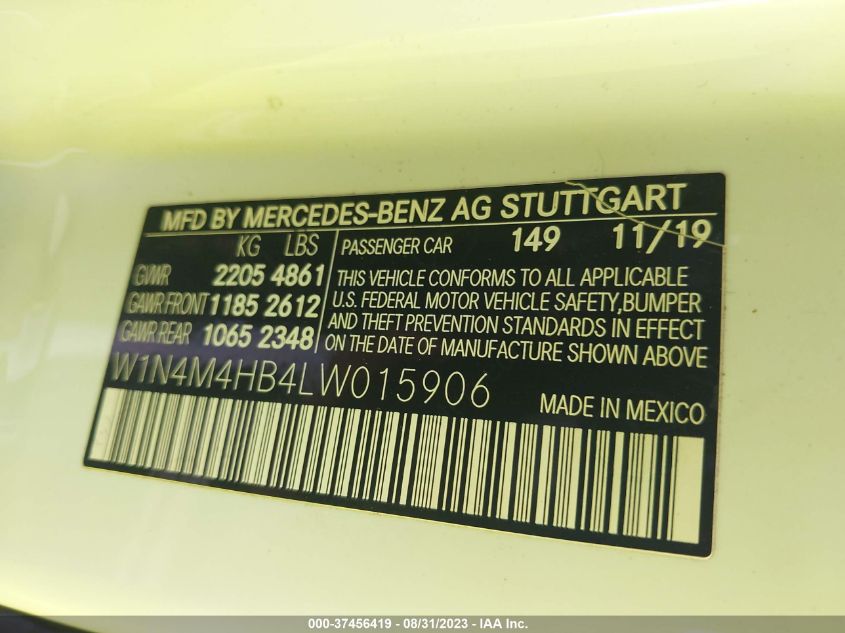 MFD BY MERCEDES-BENZ AG STUTTGART
KG LBS
GVWR 2205 4861
GAWR FRONT 1185 2612
GAWR REAR 1065 2348
PASSENGER CAR 149 11/19
THIS VEHICLE CONFORMS TO ALL APPLICABLE
U.S. FEDERAL MOTOR VEHICLE SAFETY,BUMPER
AND THEFT PREVENTION STANDARDS IN EFFECT
ON THE DATE OF MANUFACTURE SHOWN ABOVE.
W1N4M4HB4LW015906
MADE IN MEXICO
000-37456419 - 08/31/2023 - IAA Inc.